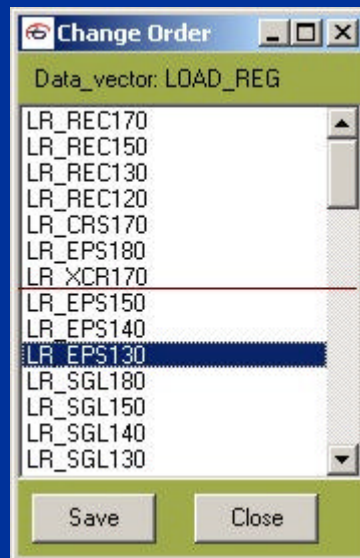 Change Order
Data_vector: LOAD_REG
LR_REC170
LR_REC150
LR_REC130
LR_REC120
LR_CRS170
LR_EPS180
LR_XCR170
LR_EPS150
LR_EPS140
LR_EPS130
LR_SGL180
LR_SGL150
LR_SGL140
LR_SGL130
Save Close